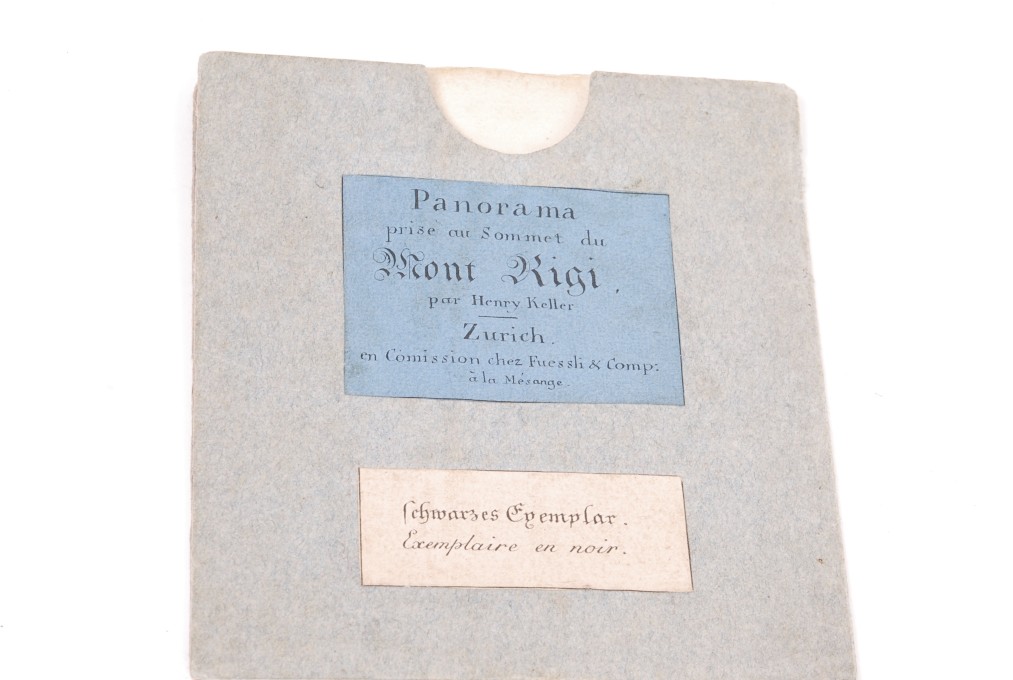 Panorama
prise au Sommet du
Mont Rigi.
par Henry Keller
Zurich.
en Comission chez Fuessli & Comp:
à la Mésange.
schwarzes Exemplar.
Exemplaire en noir.